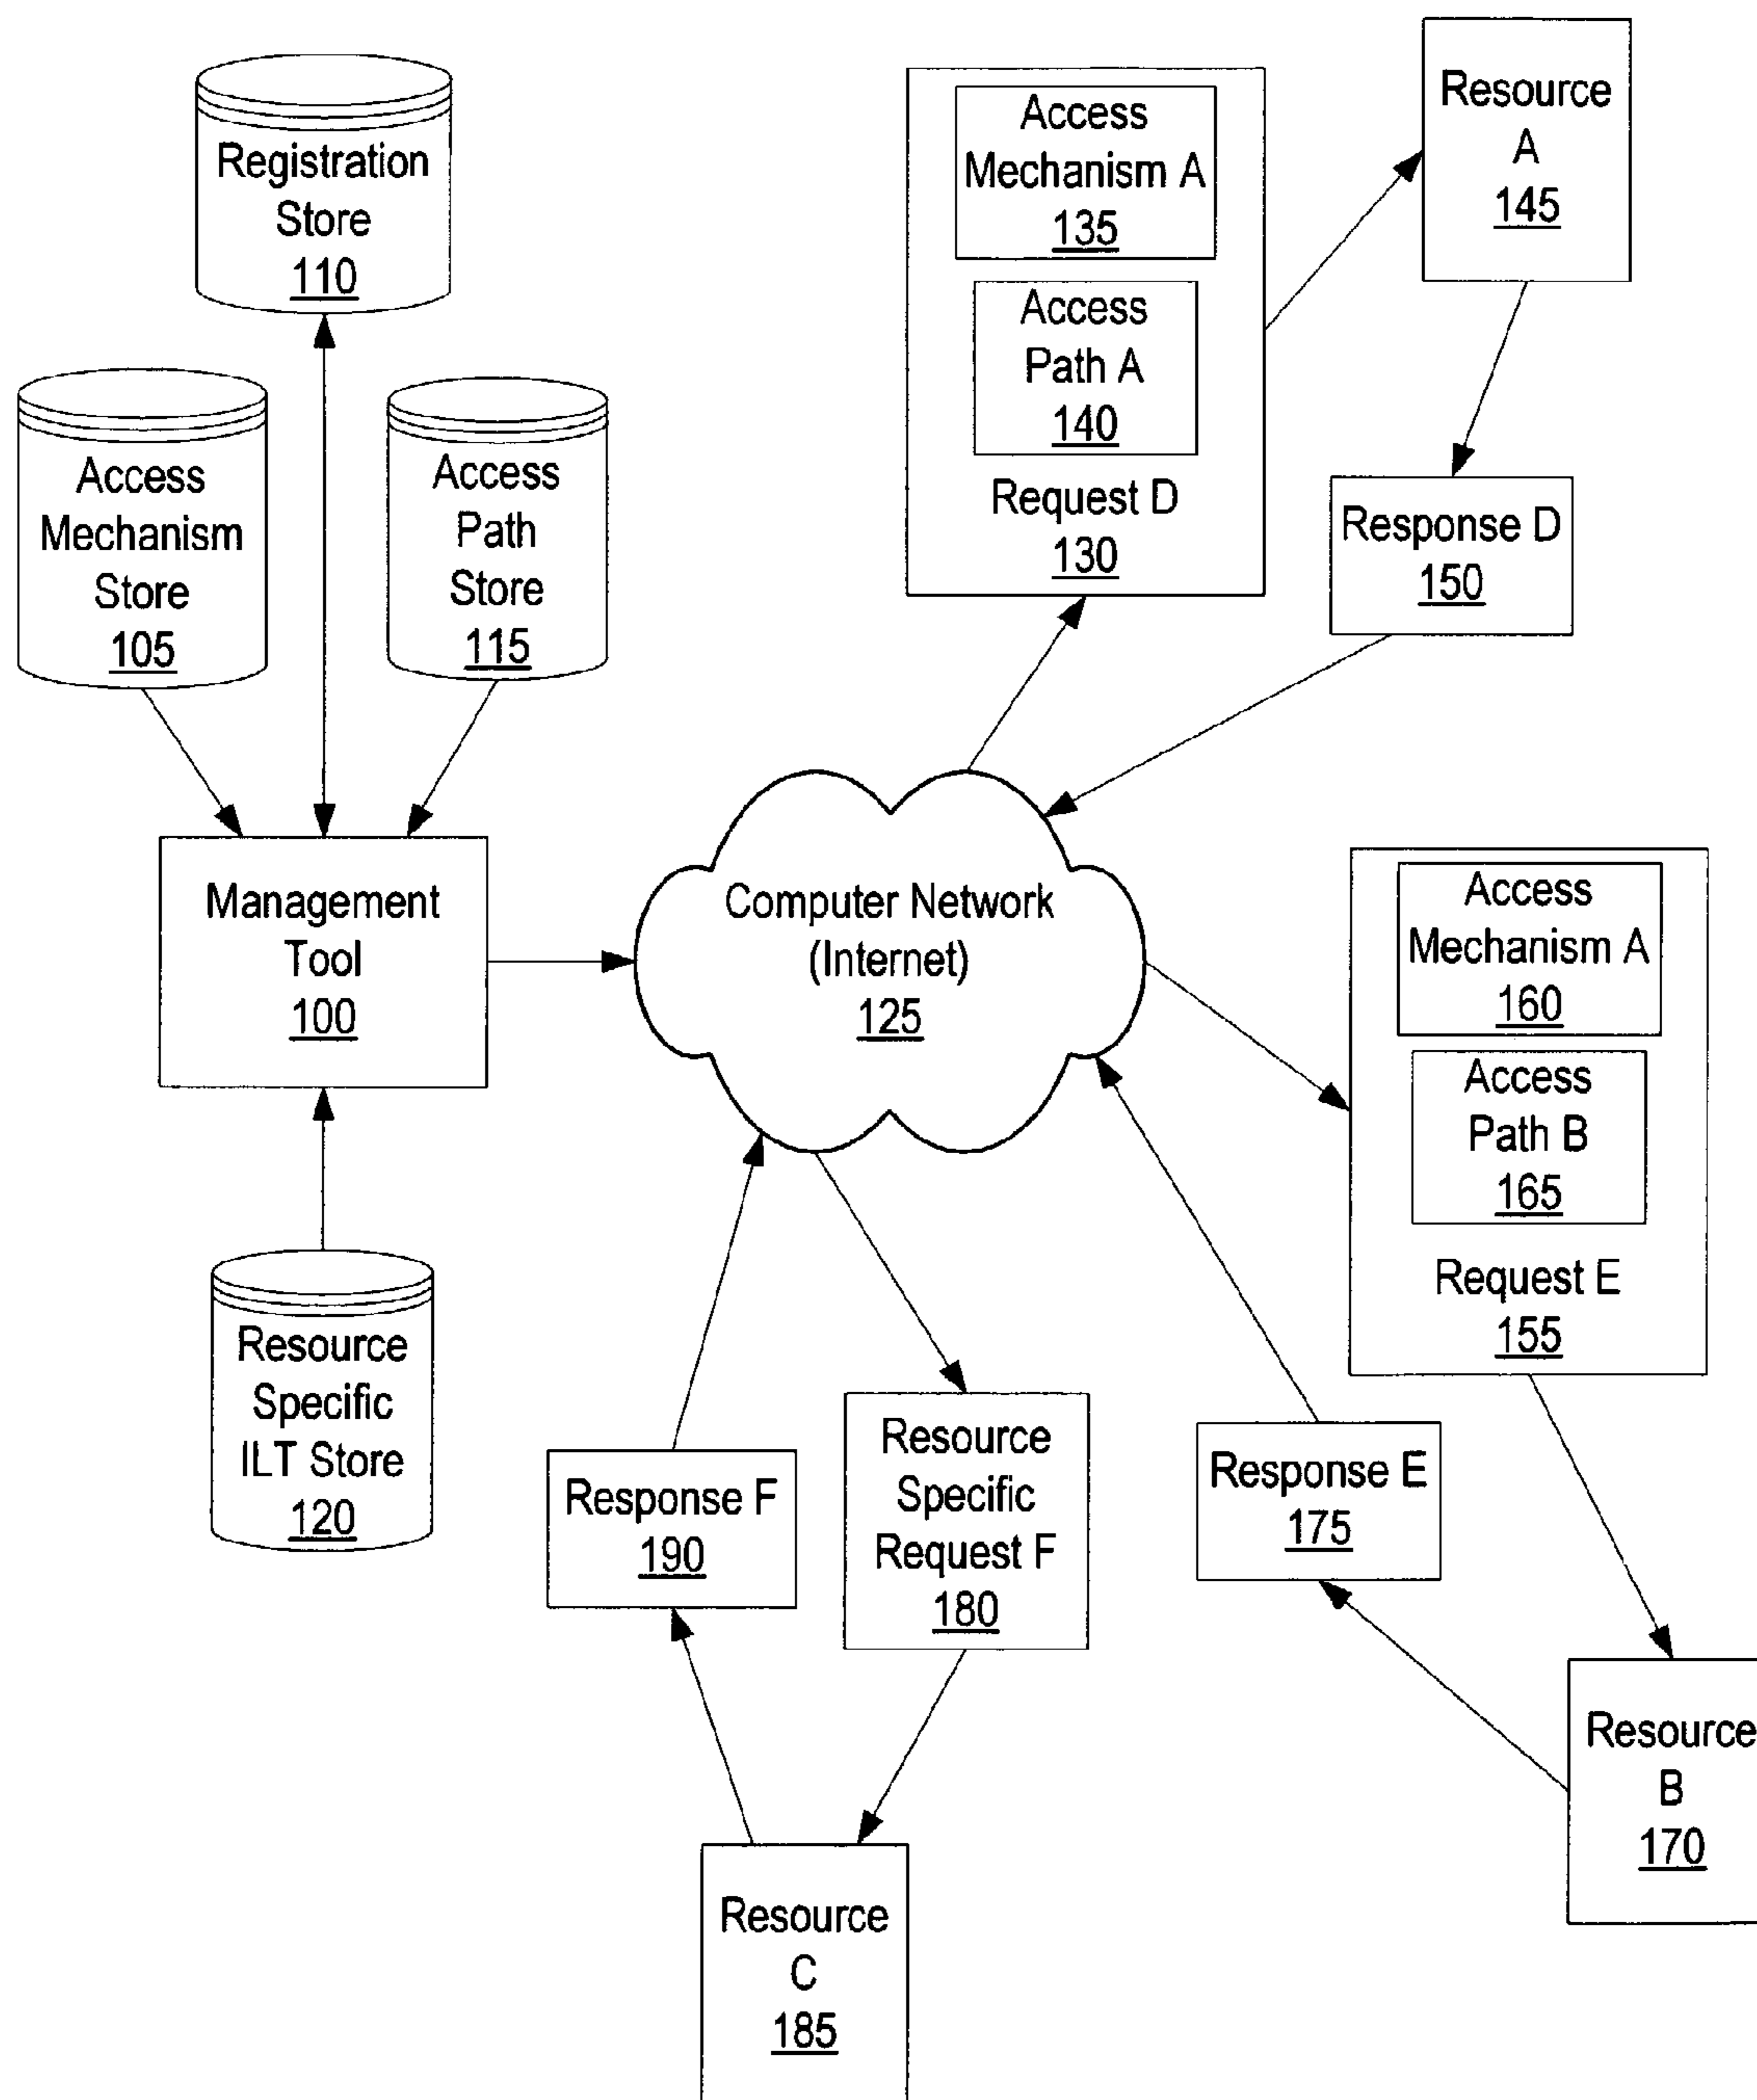 Registration
Store
110
Access
Mechanism
Store
105
Access
Path
Store
115
Management
Tool
100
Resource
Specific
ILT Store
120
Computer Network
(Internet)
125
Access
Mechanism A
135
Access
Path A
140
Request D
130
Resource
A
145
Response D
150
Access
Mechanism A
160
Access
Path B
165
Request E
155
Resource
B
170
Response E
175
Resource
Specific
Request F
180
Resource
C
185
Response F
190